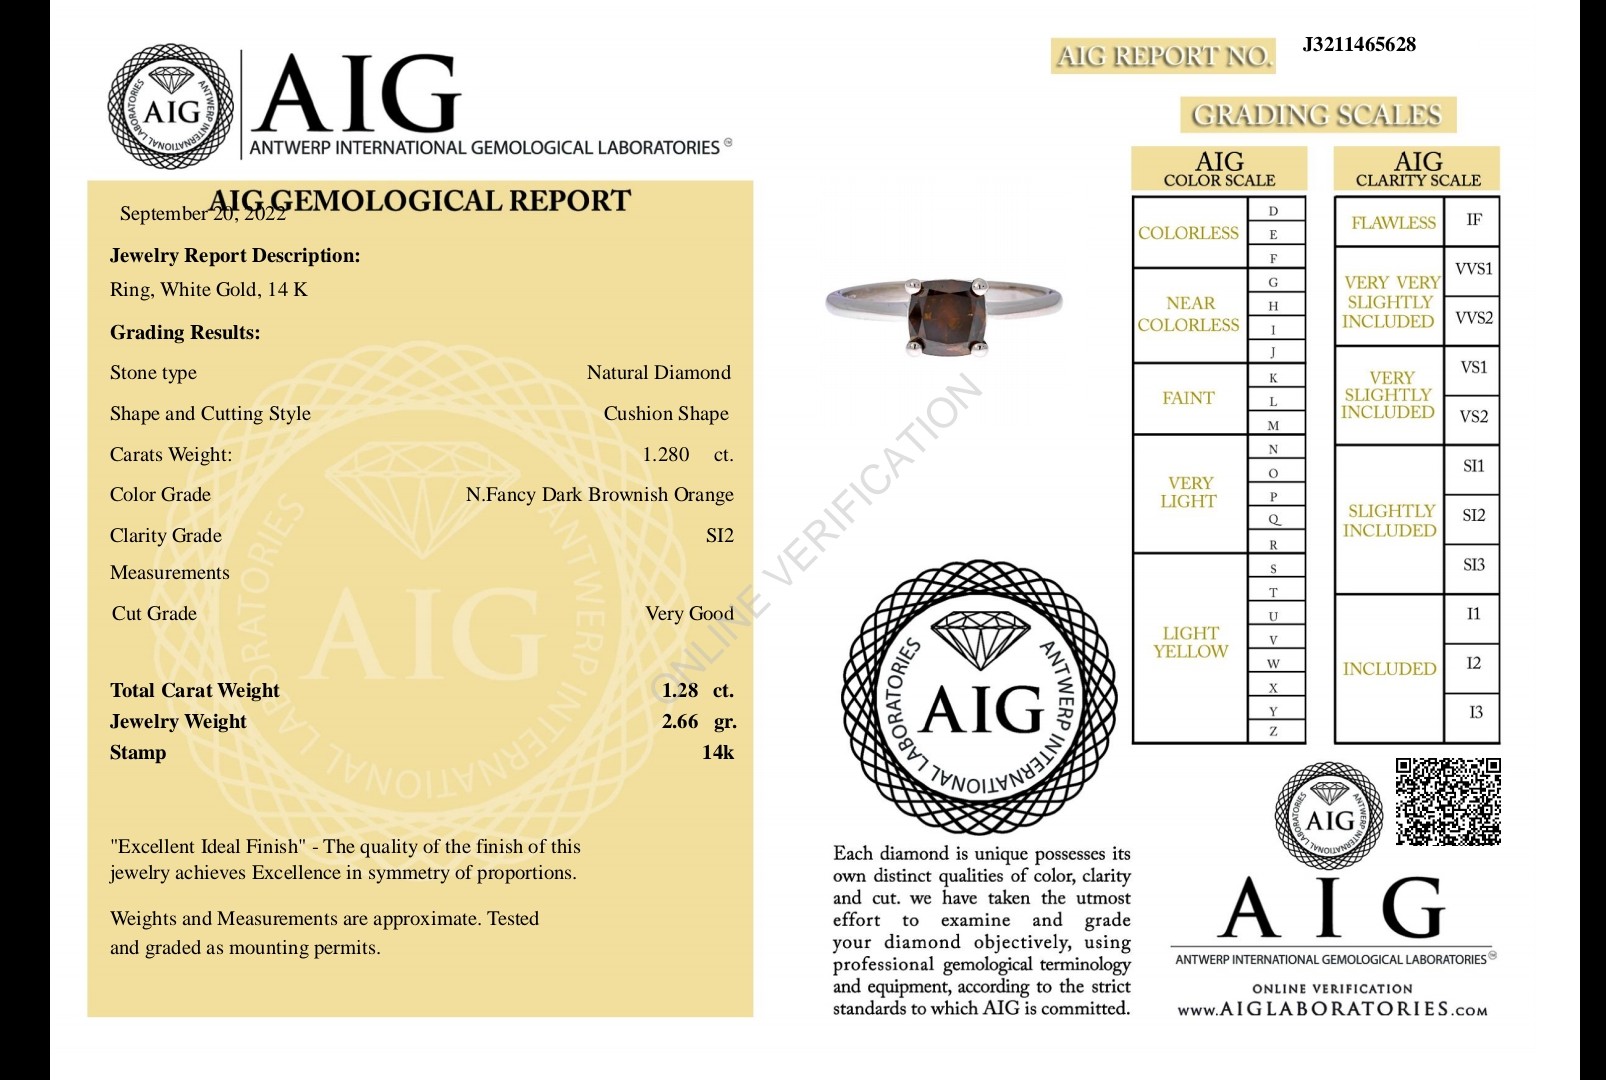 AIG
ANTWERP INTERNATIONAL LABORATORIES
AIG
ANTWERP INTERNATIONAL GEMOLOGICAL LABORATORIES
AIG GEMOLOGICAL REPORT
September 20, 2022
Jewelry Report Description:
Ring, White Gold, 14 K
Grading Results:
Stone type Natural Diamond
Shape and Cutting Style Cushion Shape
Carats Weight: 1.280 ct.
Color Grade N.Fancy Dark Brownish Orange
Clarity Grade SI2
Measurements
Cut Grade Very Good
Total Carat Weight 1.28 ct.
Jewelry Weight 2.66 gr.
Stamp 14k
"Excellent Ideal Finish" - The quality of the finish of this
jewelry achieves Excellence in symmetry of proportions.
Weights and Measurements are approximate. Tested
and graded as mounting permits.
AIG
ANTWERP INTERNATIONAL LABORATORIES
ONLINE VERIFICATION
AIG
ANTWERP INTERNATIONAL LABORATORIES
Each diamond is unique possesses its
own distinct qualities of color, clarity
and cut. we have taken the utmost
effort to examine and grade
your diamond objectively, using
professional gemological terminology
and equipment, according to the strict
standards to which AIG is committed.
AIG REPORT NO. J3211465628
GRADING SCALES
AIG
COLOR SCALE
COLORLESS
D
E
F
NEAR
COLORLESS
G
H
I
J
FAINT
K
L
M
VERY
LIGHT
N
O
P
Q
R
LIGHT
YELLOW
S
T
U
V
W
X
Y
Z
AIG
CLARITY SCALE
FLAWLESS
IF
VERY VERY
SLIGHTLY
INCLUDED
VVS1
VVS2
VERY
SLIGHTLY
INCLUDED
VS1
VS2
SLIGHTLY
INCLUDED
SI1
SI2
SI3
INCLUDED
I1
I2
I3
AIG
ANTWERP INTERNATIONAL LABORATORIES
A I G
ANTWERP INTERNATIONAL GEMOLOGICAL LABORATORIES
ONLINE VERIFICATION
www.AIGLABORATORIES.COM